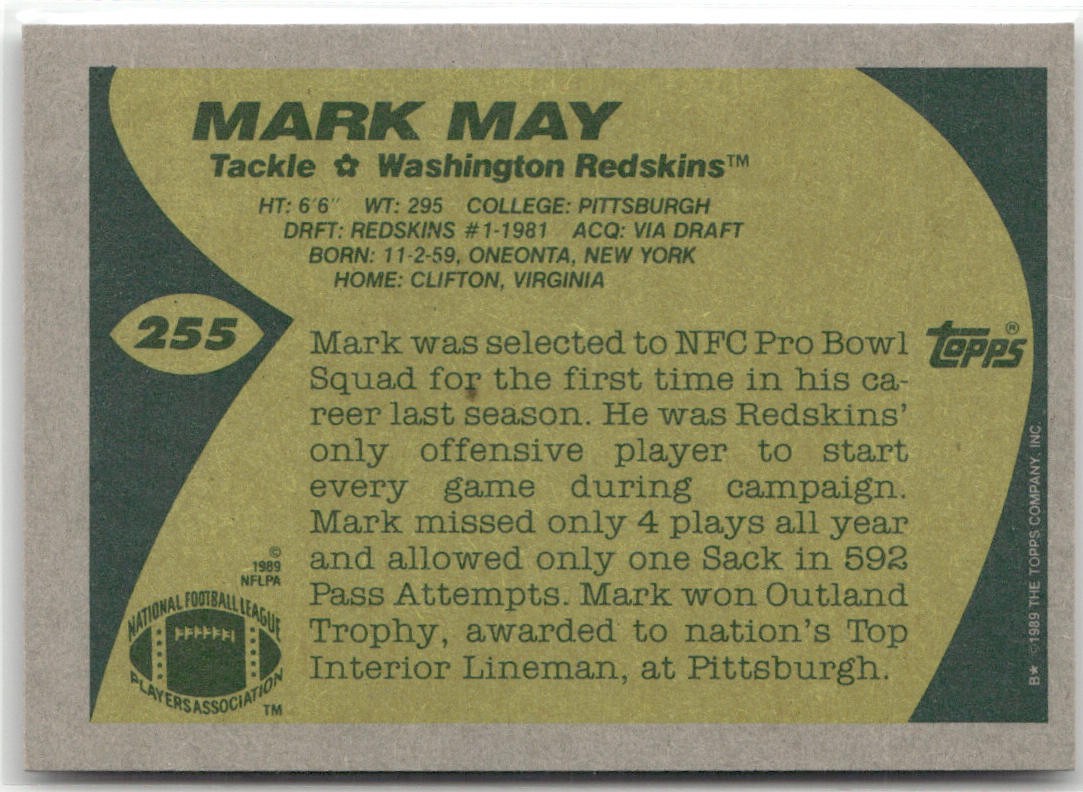 MARK MAY
Tackle ✿ Washington Redskins™
HT: 6'6" WT: 295 COLLEGE: PITTSBURGH
DRFT: REDSKINS #1-1981 ACQ: VIA DRAFT
BORN: 11-2-59, ONEONTA, NEW YORK
HOME: CLIFTON, VIRGINIA
255
topps®
Mark was selected to NFC Pro Bowl
Squad for the first time in his ca-
reer last season. He was Redskins'
only offensive player to start
every game during campaign.
Mark missed only 4 plays all year
and allowed only one Sack in 592
Pass Attempts. Mark won Outland
Trophy, awarded to nation's Top
Interior Lineman, at Pittsburgh.
©
1989
NFLPA
NATIONAL FOOTBALL LEAGUE
PLAYERS ASSOCIATION
TM
B★ ©1989 THE TOPPS COMPANY, INC.